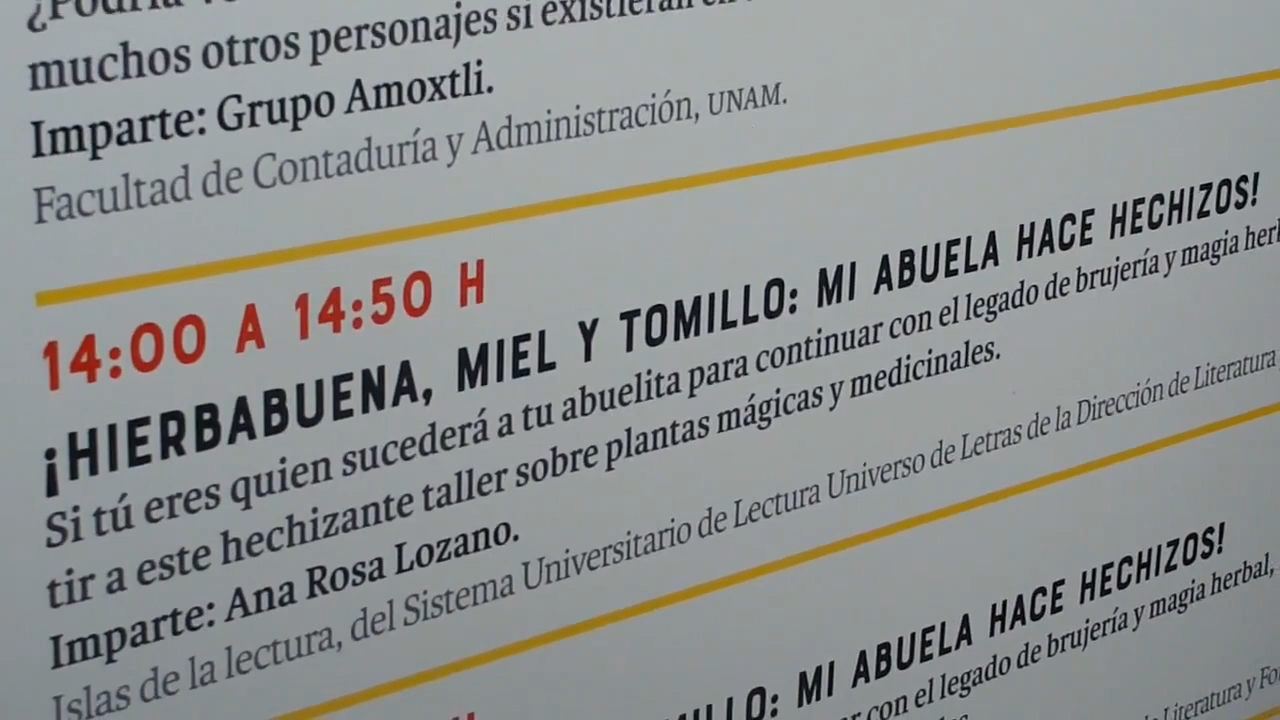 muchos otros personajes si existieran en
Imparte: Grupo Amoxtli.
Facultad de Contaduría y Administración, UNAM.
14:00 A 14:50 H
¡HIERBABUENA, MIEL Y TOMILLO: MI ABUELA HACE HECHIZOS!
Si tú eres quien sucederá a tu abuelita para continuar con el legado de brujería y magia
tir a este hechizante taller sobre plantas mágicas y medicinales.
Imparte: Ana Rosa Lozano.
Islas de la lectura, del Sistema Universitario de Lectura Universo de Letras de la Dirección de Literatura
MI ABUELA HACE HECHIZOS!
con el legado de brujería y magia herbal,
Literatura y